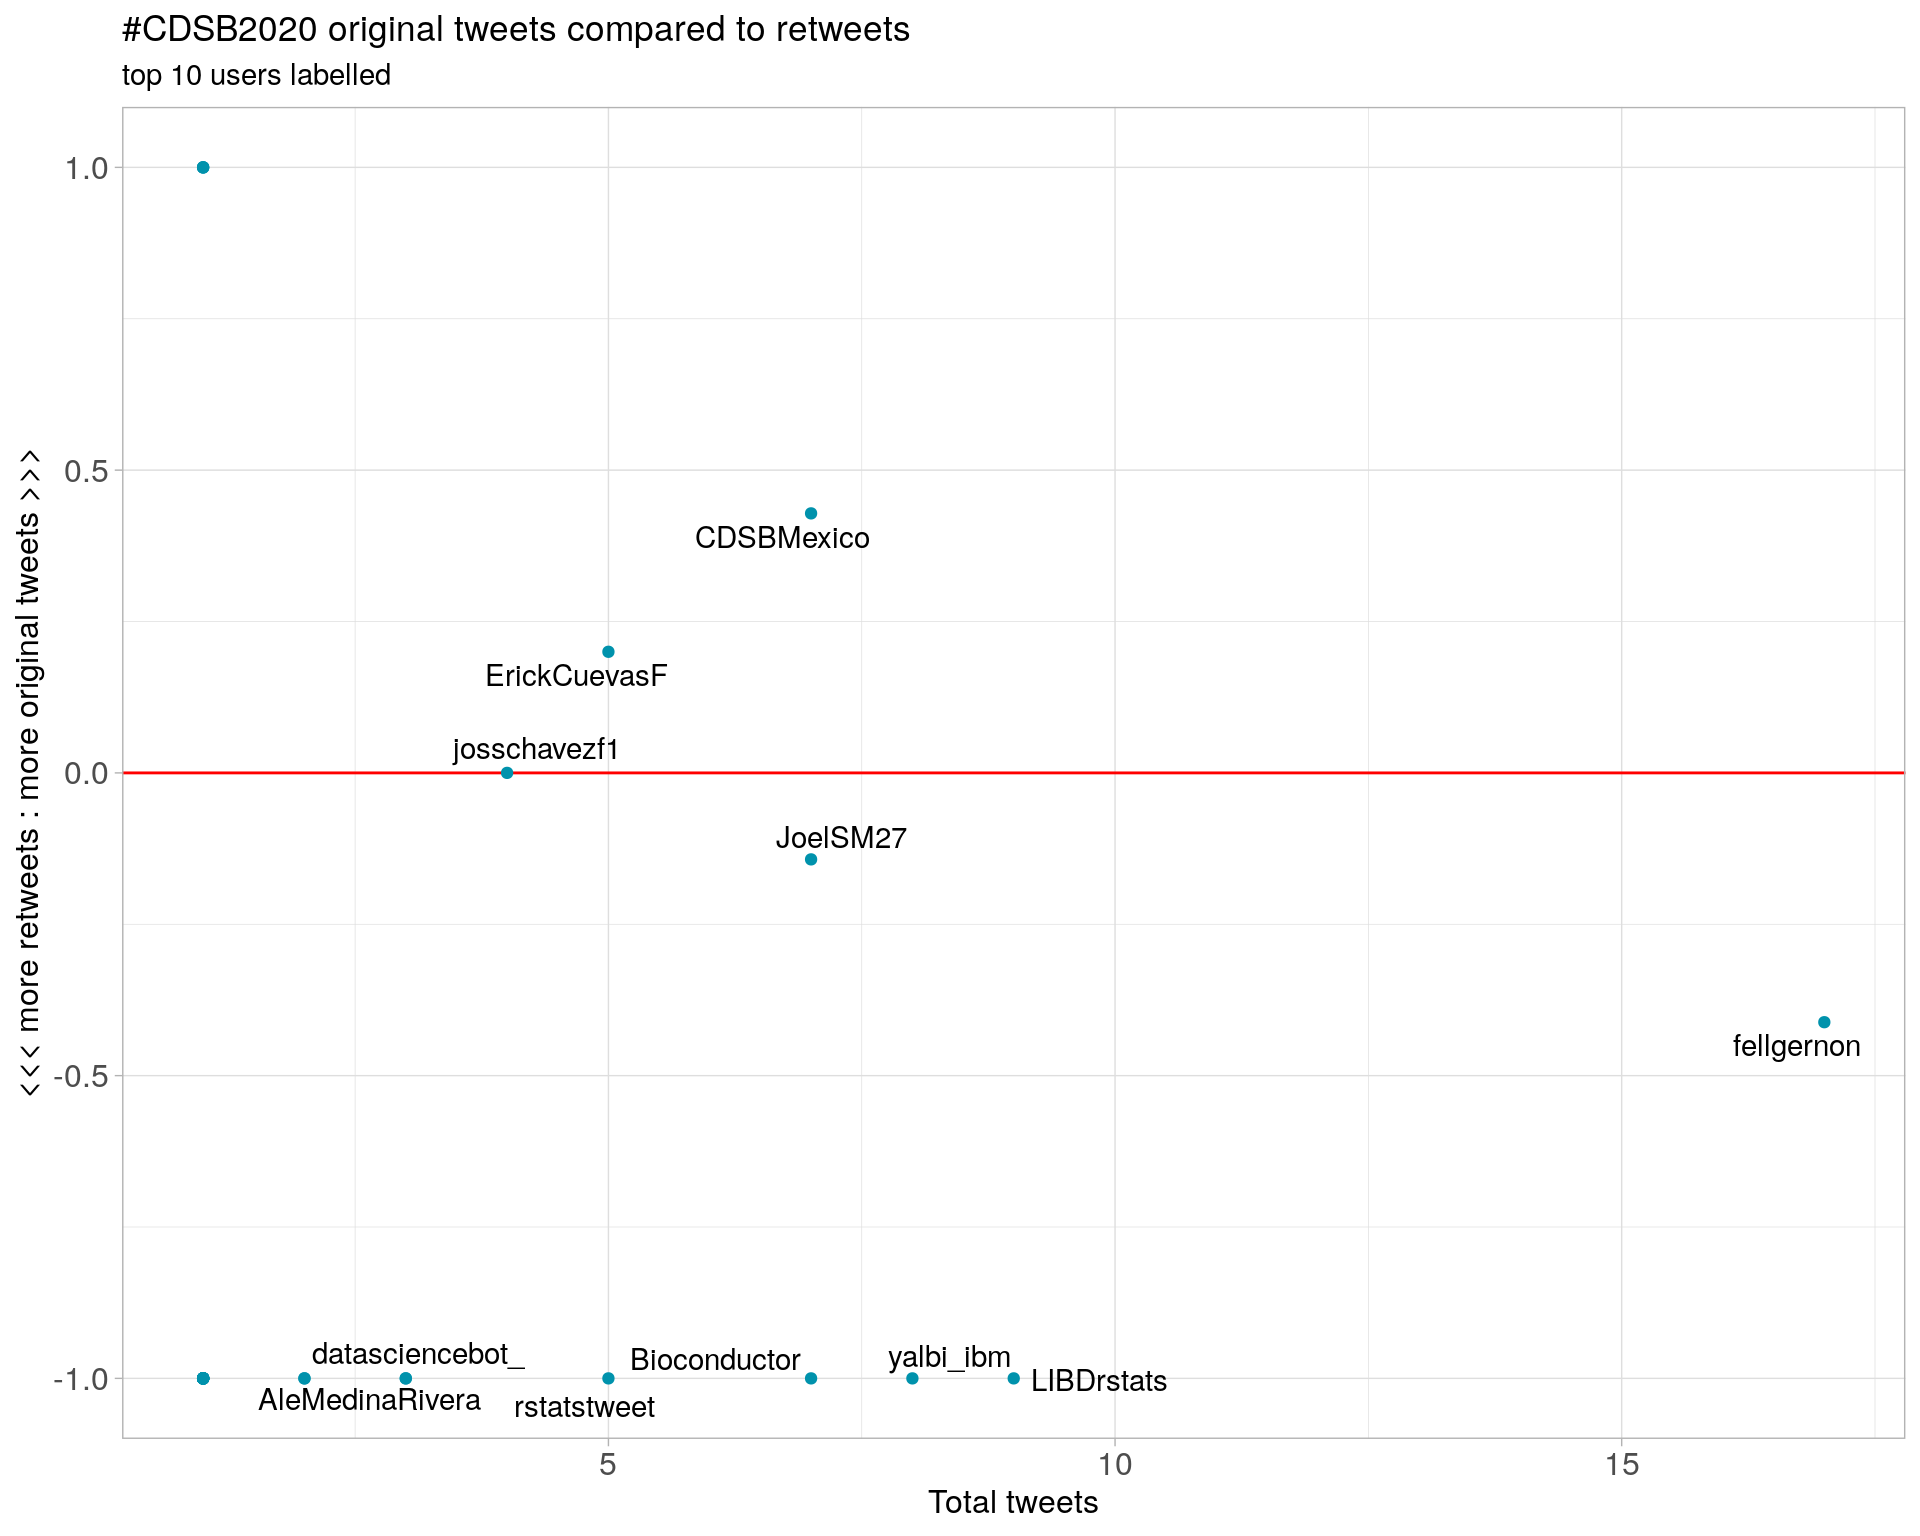 #CDSB2020 original tweets compared to retweets
top 10 users labelled
<<< more retweets : more original tweets >>>
1.0
0.5
0.0
-0.5
-1.0
CDSBMexico
ErickCuevasF
josschavezf1
JoelSM27
fellgernon
datasciencebot_
Bioconductor
yalbi_ibm
LIBDrstats
AleMedinaRivera
rstatstweet
5
10
15
Total tweets